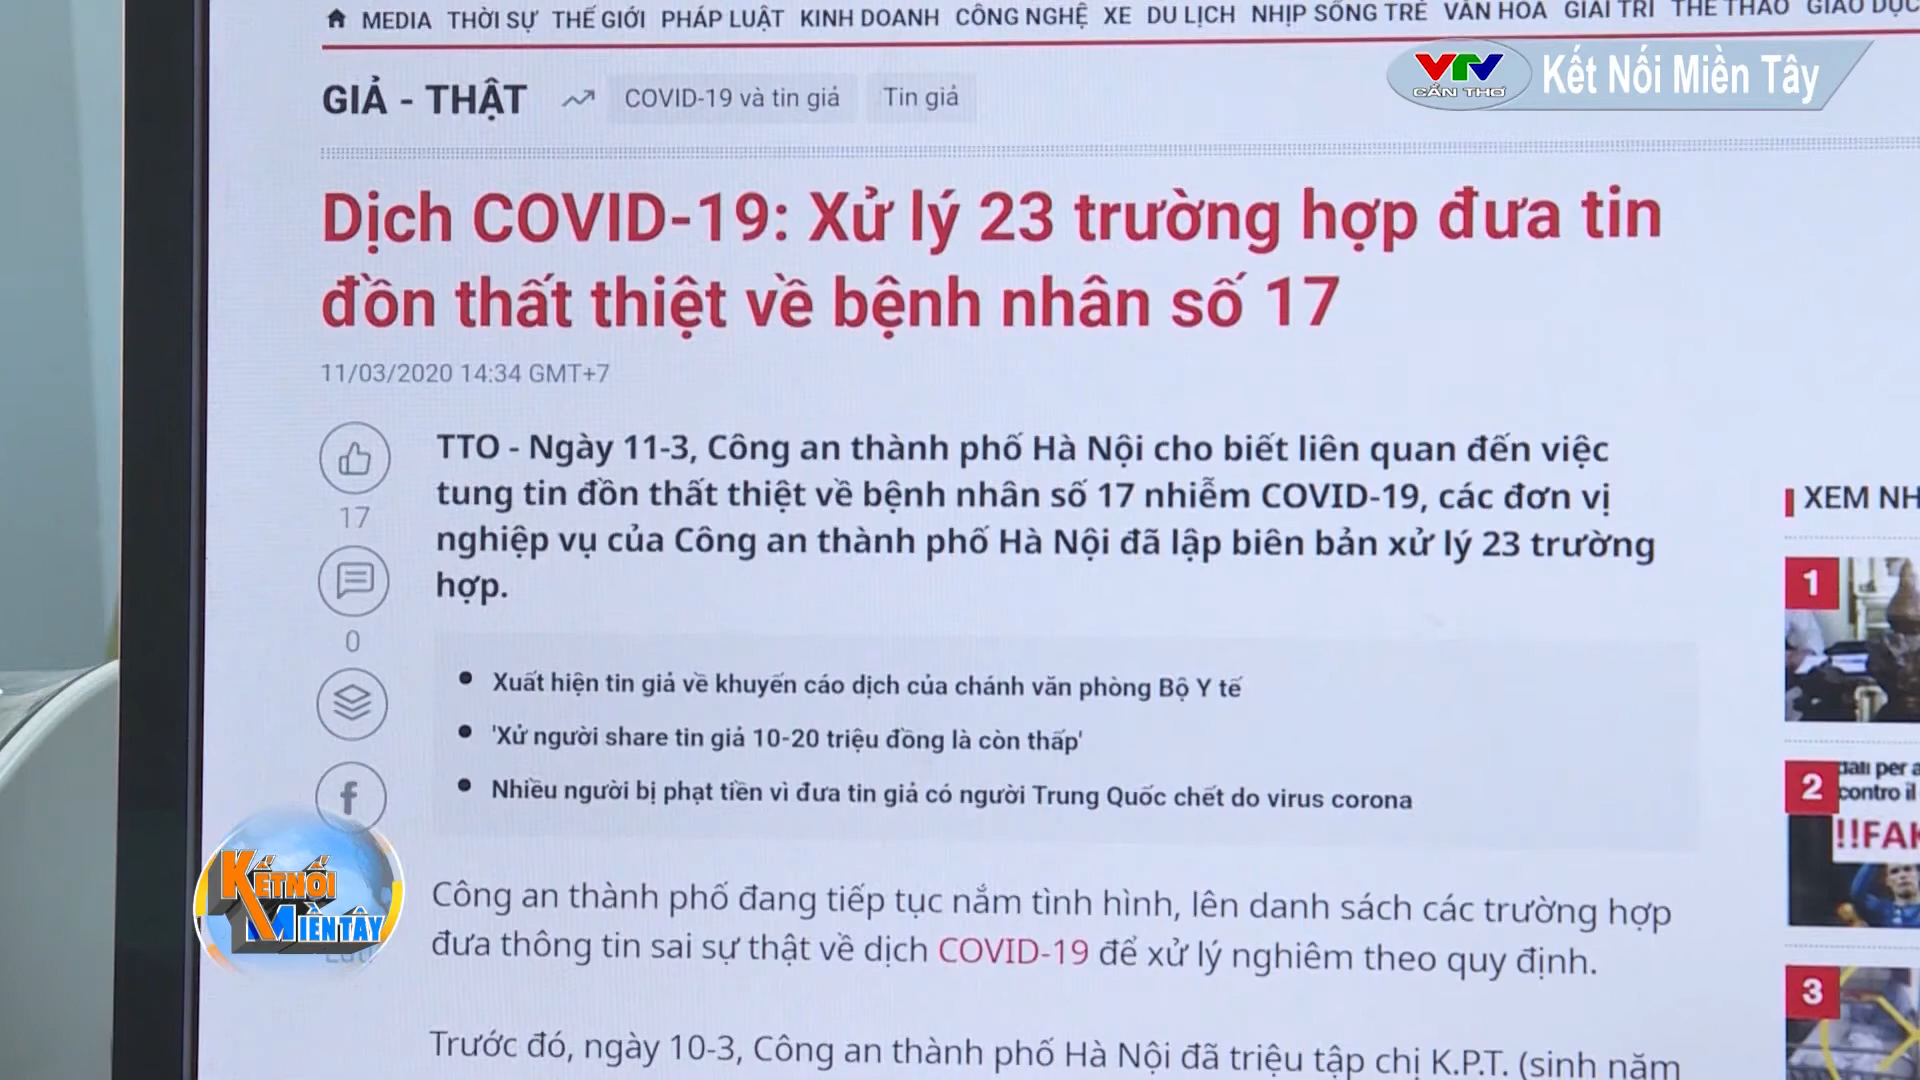 MEDIA THỜI SỰ THẾ GIỚI PHÁP LUẬT KINH DOANH CÔNG NGHỆ XE DU LỊCH NHỊP SỐNG TRẺ VĂN HÓA GIẢI TRÍ THỂ THAO GIÁO DỤC
VTV CẦN THƠ Kết Nối Miền Tây
GIẢ - THẬT COVID-19 và tin giả Tin giả
Dịch COVID-19: Xử lý 23 trường hợp đưa tin
đồn thất thiệt về bệnh nhân số 17
11/03/2020 14:34 GMT+7
TTO - Ngày 11-3, Công an thành phố Hà Nội cho biết liên quan đến việc
tung tin đồn thất thiệt về bệnh nhân số 17 nhiễm COVID-19, các đơn vị
nghiệp vụ của Công an thành phố Hà Nội đã lập biên bản xử lý 23 trường
hợp.
17
0
Xuất hiện tin giả về khuyến cáo dịch của chánh văn phòng Bộ Y tế
'Xử người share tin giả 10-20 triệu đồng là còn thấp'
Nhiều người bị phạt tiền vì đưa tin giả có người Trung Quốc chết do virus corona
Công an thành phố đang tiếp tục nắm tình hình, lên danh sách các trường hợp
đưa thông tin sai sự thật về dịch COVID-19 để xử lý nghiêm theo quy định.
Trước đó, ngày 10-3, Công an thành phố Hà Nội đã triệu tập chị K.P.T. (sinh năm
KẾT NỐI
MIỀN TÂY
XEM NH
1
2
per a
contro il
!!FAK
3